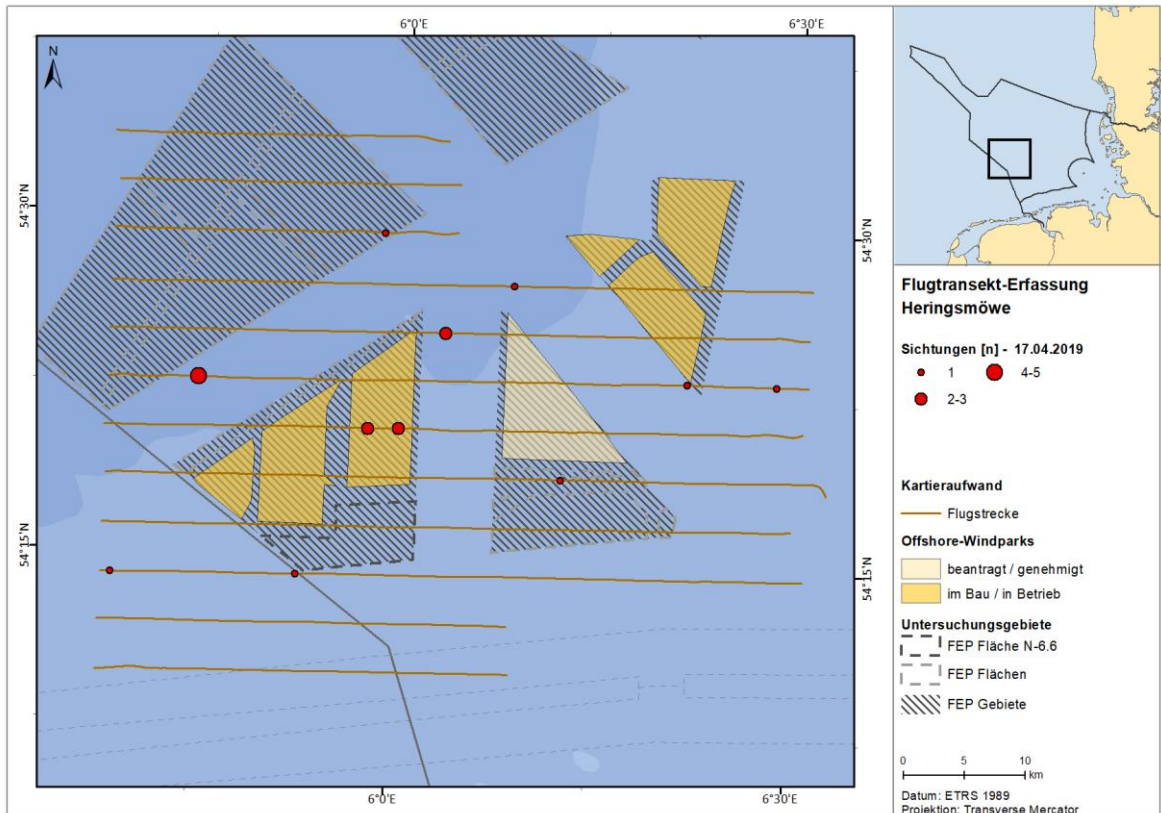 6°0'E
6°30'E
N
54°30'N
54°30'N
54°15'N
54°15'N
6°0'E
6°30'E
Flugtransekt-Erfassung
Heringsmöwe
Sichtungen [n] - 17.04.2019
1
4-5
2-3
Kartieraufwand
Flugstrecke
Offshore-Windparks
beantragt / genehmigt
im Bau / in Betrieb
Untersuchungsgebiete
FEP Fläche N-6.6
FEP Flächen
FEP Gebiete
0 5 10
km
Datum: ETRS 1989
Projektion: Transverse Mercator